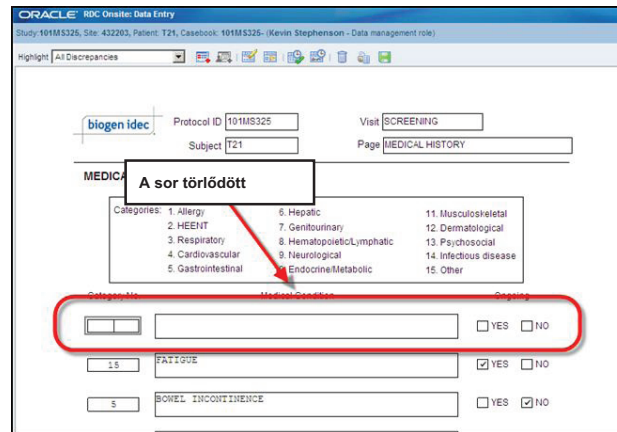 ORACLE RDC Onsite: Data Entry
Study:101MS325, Site: 432203, Patient: T21, Casebook: 101MS325- (Kevin Stephenson - Data management role)
Highlight All Discrepancies
biogen idec
Protocol ID 101MS325 Visit SCREENING
Subject T21 Page MEDICAL HISTORY
MEDICA
A sor törlődött
Categories: 1. Allergy 6. Hepatic 11. Musculoskeletal
2. HEENT 7. Genitourinary 12. Dermatological
3. Respiratory 8. Hematopoietic/Lymphatic 13. Psychosocial
4. Cardiovascular 9. Neurological 14. Infectious disease
5. Gastrointestinal Endocrine/Metabolic 15. Other
Category No. Medical Condition Ongoing
YES NO
15 FATIGUE YES NO
5 BOWEL INCONTINENCE YES NO